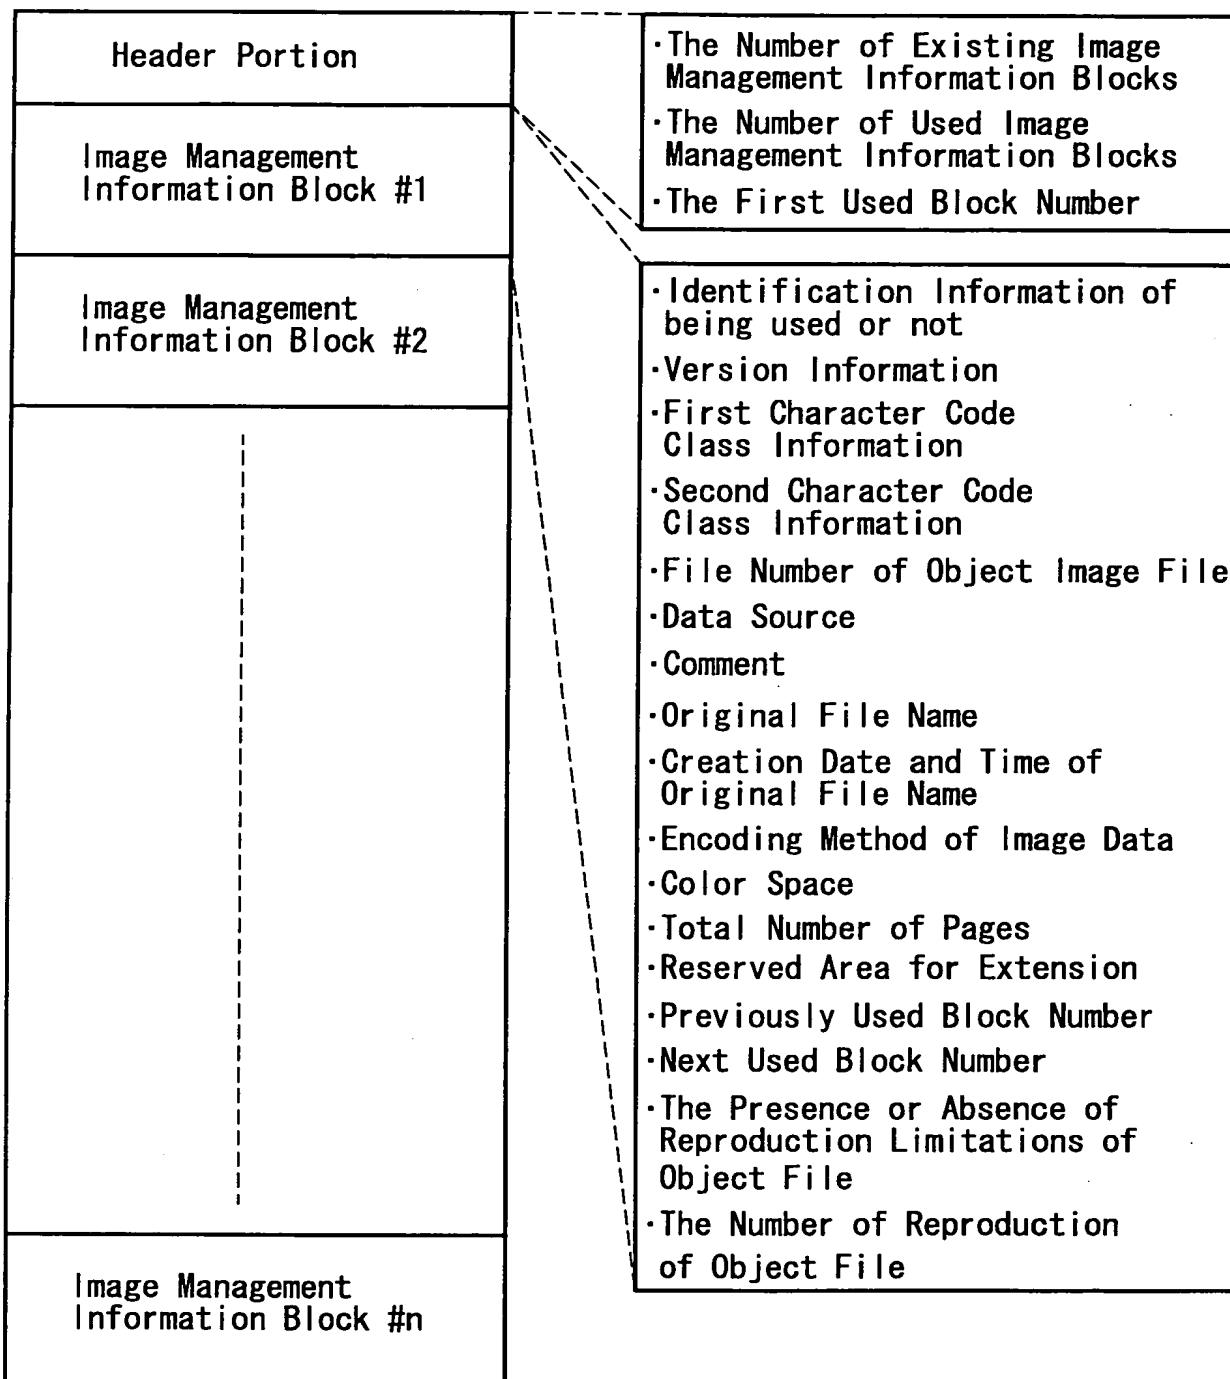 Header Portion
Image Management
Information Block #1
Image Management
Information Block #2
Image Management
Information Block #n
·The Number of Existing Image
Management Information Blocks
·The Number of Used Image
Management Information Blocks
·The First Used Block Number
·Identification Information of
being used or not
·Version Information
·First Character Code
Class Information
·Second Character Code
Class Information
·File Number of Object Image File
·Data Source
·Comment
·Original File Name
·Creation Date and Time of
Original File Name
·Encoding Method of Image Data
·Color Space
·Total Number of Pages
·Reserved Area for Extension
·Previously Used Block Number
·Next Used Block Number
·The Presence or Absence of
Reproduction Limitations of
Object File
·The Number of Reproduction
of Object File